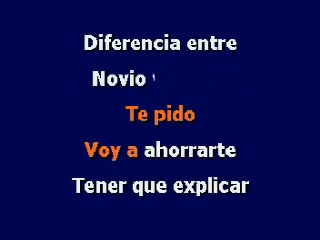 Diferencia entre
Novio
Te pido
Voy a ahorrarte
Tener que explicar